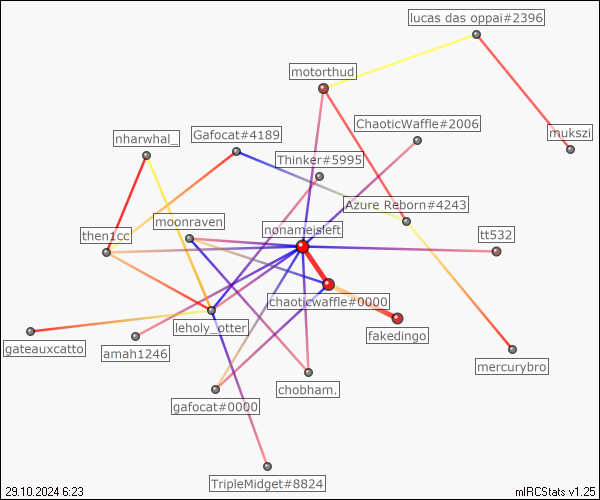 lucas das oppai#2396
motorthud
ChaoticWaffle#2006
mukszi
nharwhal_
Gafocat#4189
Thinker#5995
Azure Reborn#4243
moonraven
nonameisleft
then1cc
tt532
chaoticwaffle#0000
leholy_otter
fakedingo
gateauxcatto
amah1246
mercurybro
chobham.
gafocat#0000
TripleMidget#8824
29.10.2024 6:23
mIRCStats v1.25